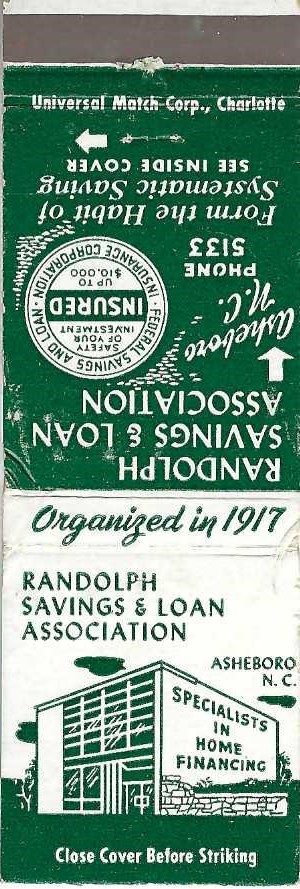 Universal Match Corp., Charlotte
RANDOLPH
SAVINGS & LOAN
ASSOCIATION
Asheboro
N.C.
PHONE
5133
FEDERAL SAVINGS AND LOAN · INSURANCE CORPORATION ·
SAFETY
OF YOUR
INVESTMENT
INSURED
UP TO
$10,000
Form the Habit of
Systematic Saving
SEE INSIDE COVER
Organized in 1917
RANDOLPH
SAVINGS & LOAN
ASSOCIATION
ASHEBORO
N. C.
SPECIALISTS
IN
HOME
FINANCING
Close Cover Before Striking